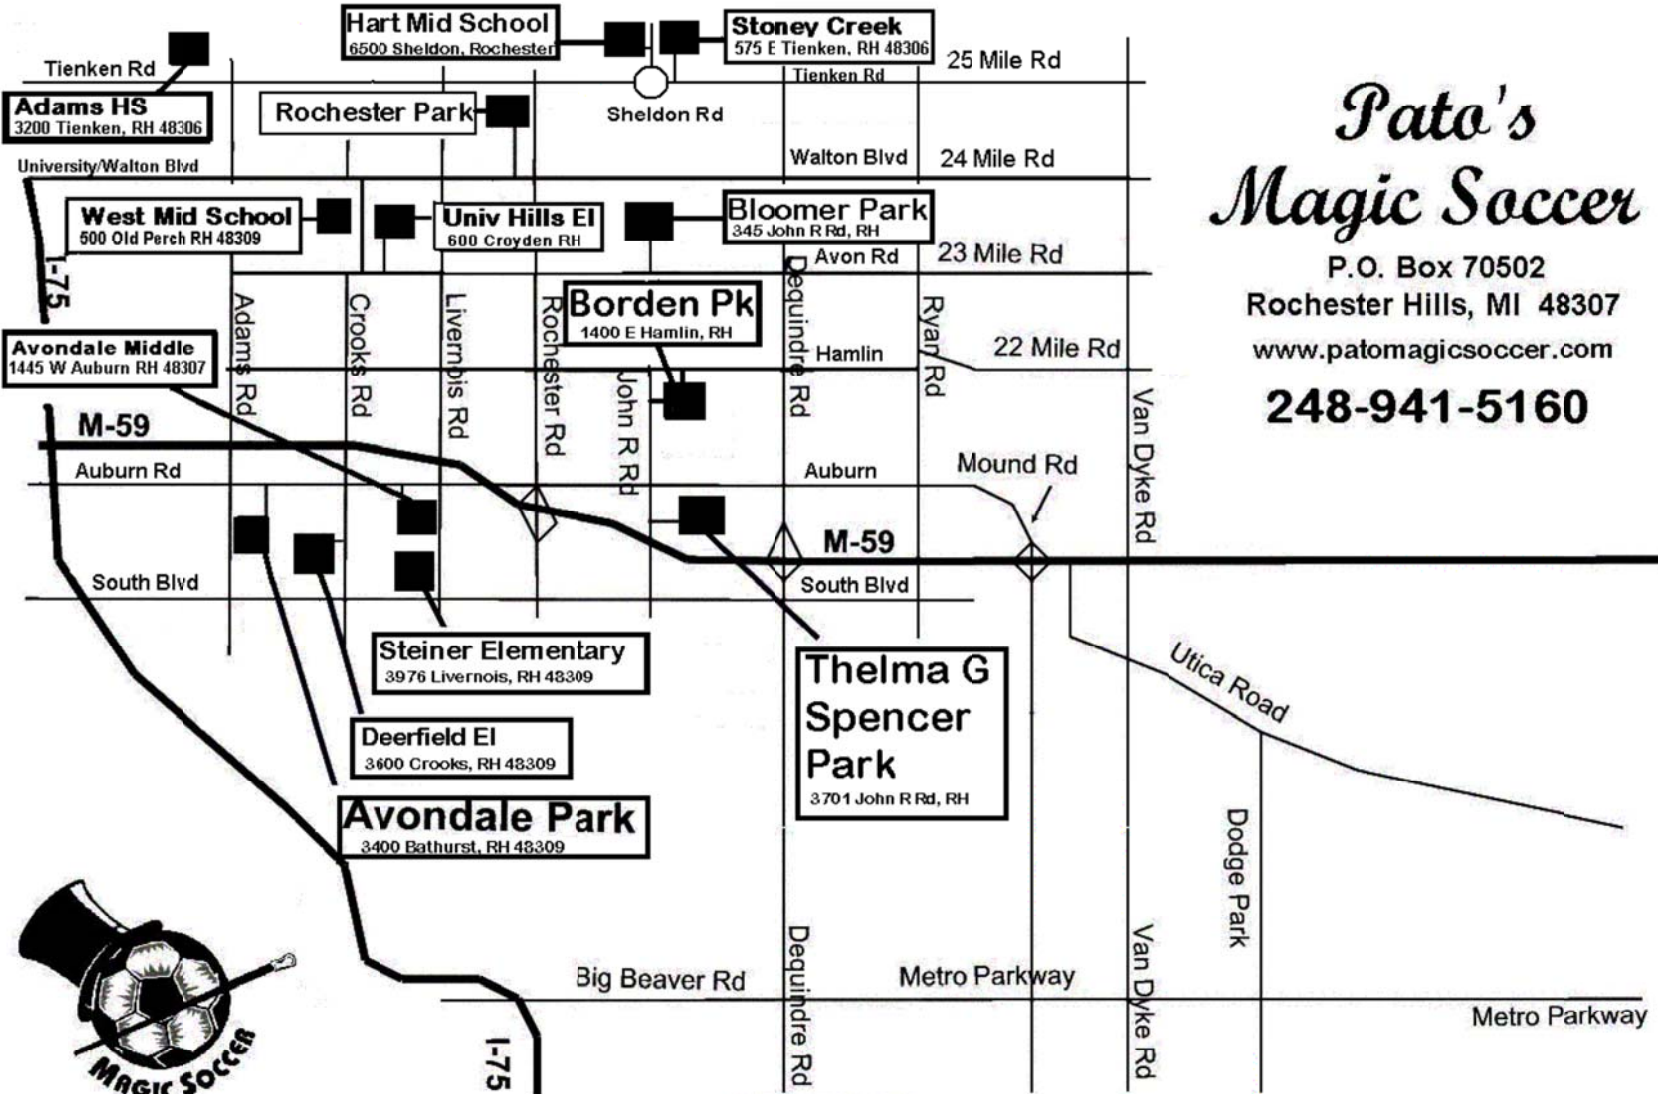 Hart Mid School
6500 Sheldon, Rochester
Stoney Creek
575 E Tienken, RH 48306
25 Mile Rd
Tienken Rd
Tienken Rd
Adams HS
3200 Tienken, RH 48306
Rochester Park
Sheldon Rd
University/Walton Blvd
Walton Blvd
24 Mile Rd
West Mid School
500 Old Perch RH 48309
Univ Hills El
600 Croyden RH
Bloomer Park
345 John R Rd, RH
Avon Rd
23 Mile Rd
I-75
Adams Rd
Crooks Rd
Livernois Rd
Rochester Rd
Borden Pk
1400 E Hamlin, RH
Dequindre Rd
Ryan Rd
Hamlin
22 Mile Rd
Avondale Middle
1445 W Auburn RH 48307
John R Rd
Van Dyke Rd
M-59
Auburn Rd
Auburn
Mound Rd
M-59
South Blvd
South Blvd
Steiner Elementary
3976 Livernois, RH 48309
Thelma G
Spencer
Park
3701 John R Rd, RH
Utica Road
Deerfield El
3600 Crooks, RH 48309
Avondale Park
3400 Bathurst, RH 48309
Dodge Park
Dequindre Rd
Van Dyke Rd
Big Beaver Rd
Metro Parkway
Metro Parkway
I-75
MAGIC SOCCER
Pato's
Magic Soccer
P.O. Box 70502
Rochester Hills, MI 48307
www.patomagicsoccer.com
248-941-5160